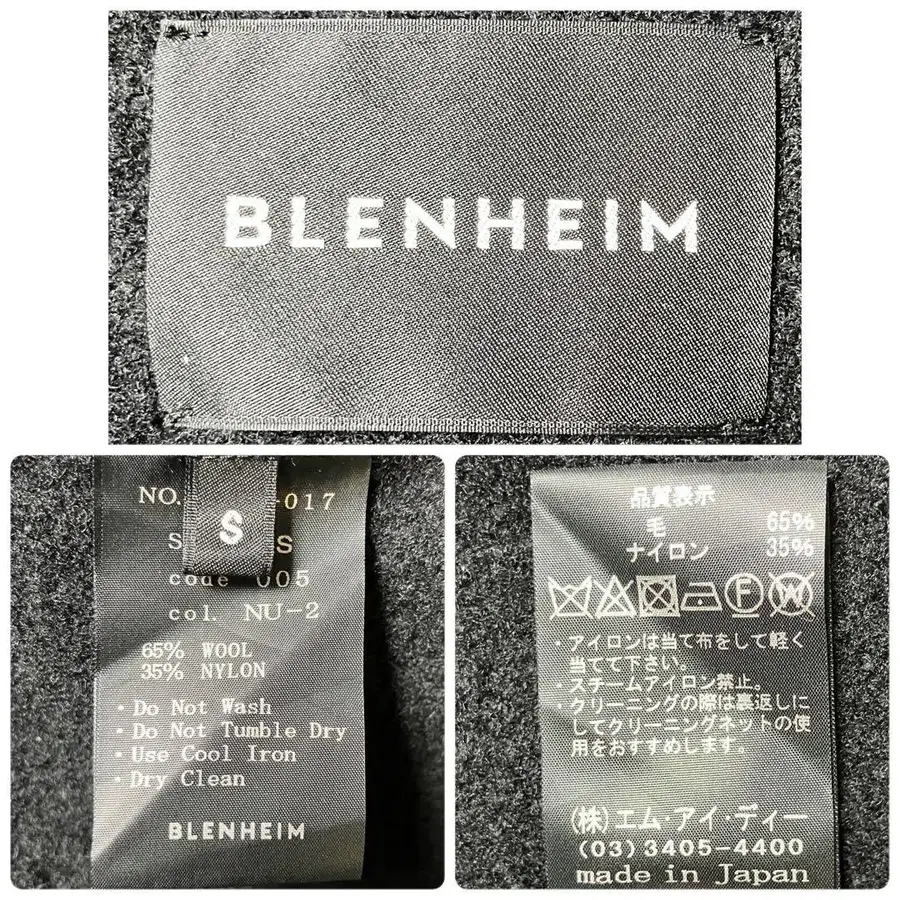 BLENHEIM
NO. -017
S
S S
code 005
col. NU-2
65% WOOL
35% NYLON
・Do Not Wash
・Do Not Tumble Dry
・Use Cool Iron
・Dry Clean
BLENHEIM
品質表示
毛 65%
ナイロン 35%
・アイロンは当て布をして軽く
当てて下さい。
・スチームアイロン禁止。
・クリーニングの際は裏返しに
してクリーニングネットの使
用をおすすめします。
(株)エム・アイ・ディー
(03)3405-4400
made in Japan